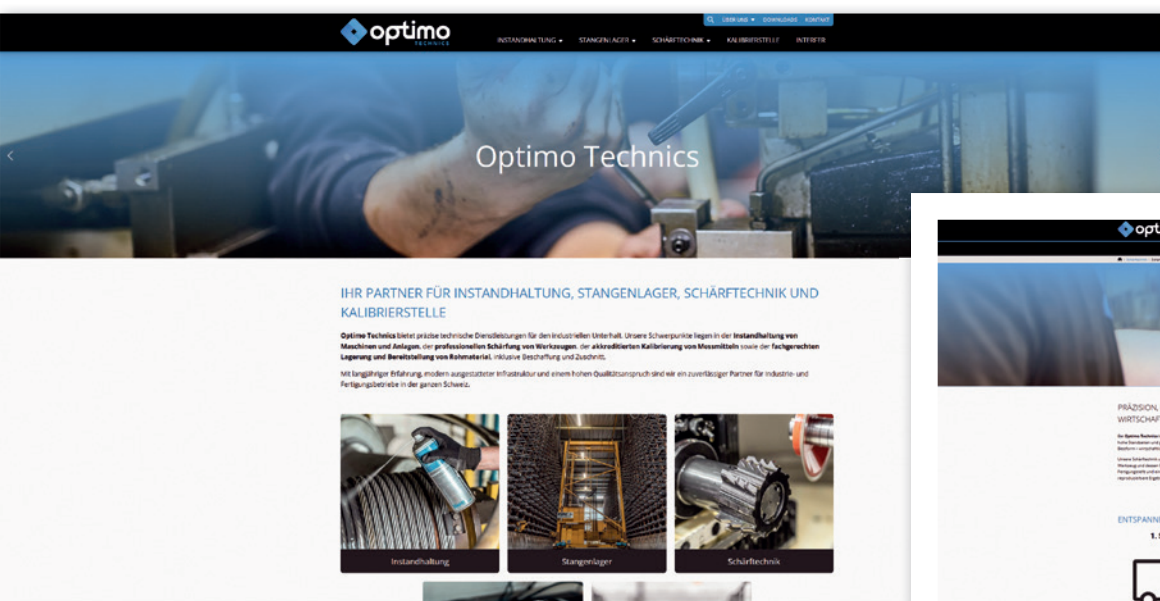 optimo
TECHNICS
ÜBER UNS DOWNLOADS KONTAKT
INSTANDHALTUNG STANGENLAGER SCHÄRFTECHNIK KALIBRIERSTELLE INTERFER
Optimo Technics
IHR PARTNER FÜR INSTANDHALTUNG, STANGENLAGER, SCHÄRFTECHNIK UND
KALIBRIERSTELLE
Optimo Technics bietet präzise technische Dienstleistungen für den industriellen Unterhalt. Unsere Schwerpunkte liegen in der Instandhaltung von
Maschinen und Anlagen, der professionellen Schärfung von Werkzeugen, der akkreditierten Kalibrierung von Messmitteln sowie der fachgerechten
Lagerung und Bereitstellung von Rohmaterial, inklusive Beschaffung und Zuschnitt.
Mit langjähriger Erfahrung, modern ausgestatteter Infrastruktur und einem hohen Qualitätsanspruch sind wir ein zuverlässiger Partner für Industrie- und
Fertigungsbetriebe in der ganzen Schweiz.
Instandhaltung
Stangenlager
Schärftechnik
PRÄZISION,
WIRTSCHAF
ENTSPANN